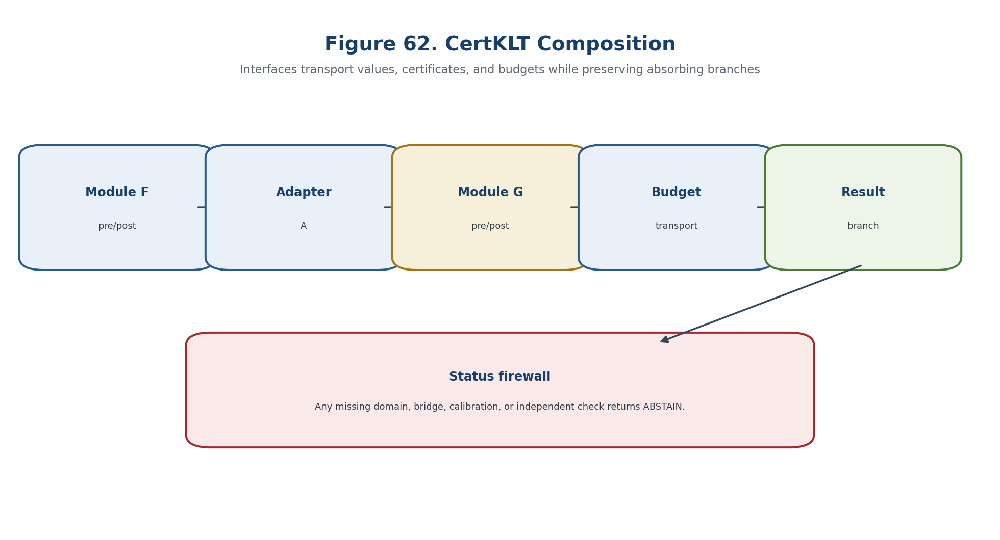 Figure 62. CertKLT Composition
Interfaces transport values, certificates, and budgets while preserving absorbing branches
Module F
pre/post
Adapter
A
Module G
pre/post
Budget
transport
Result
branch
Status firewall
Any missing domain, bridge, calibration, or independent check returns ABSTAIN.